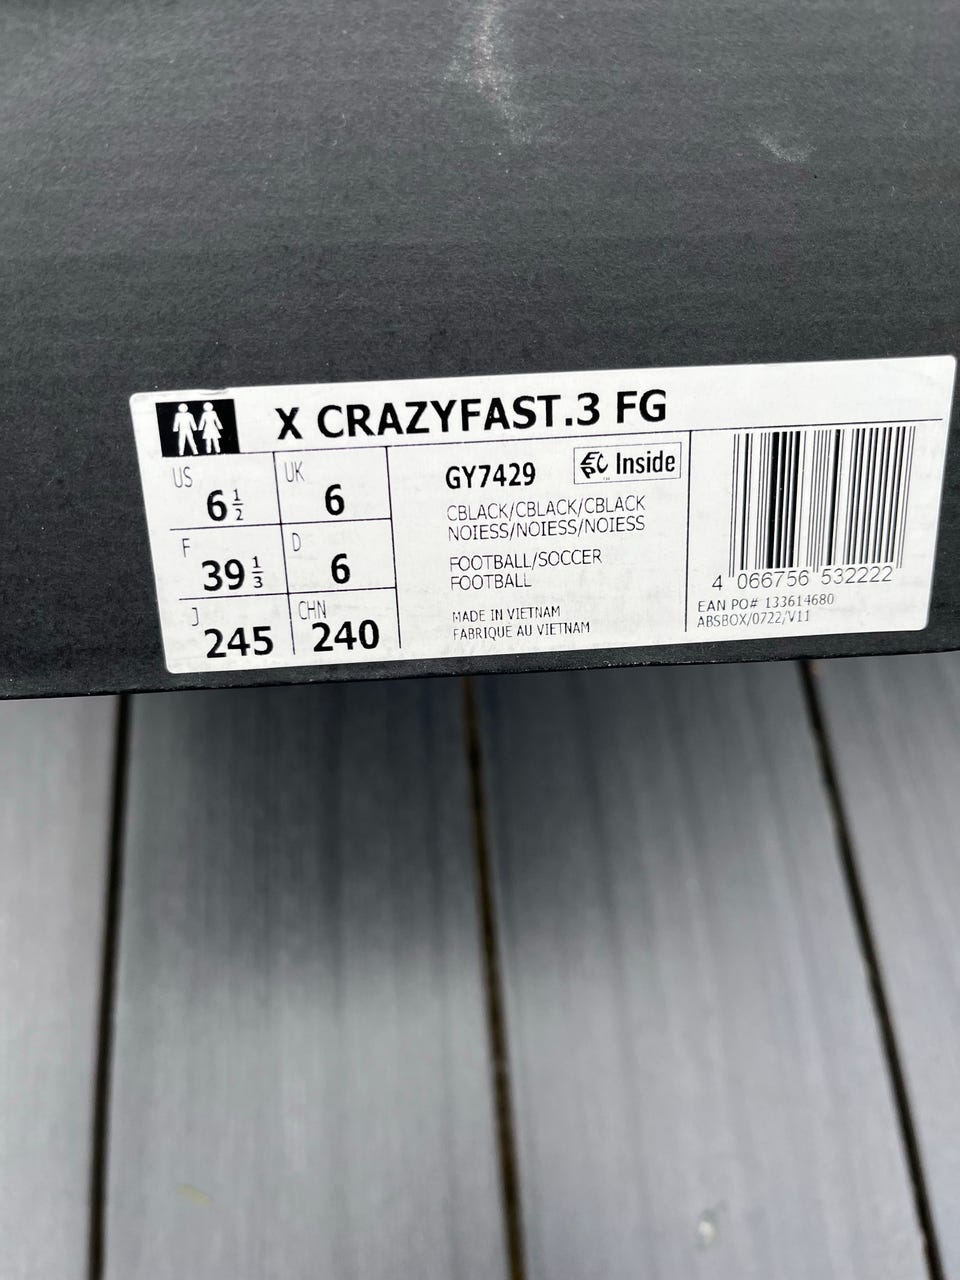 X CRAZYFAST.3 FG
US 6 1/2
UK 6
F 39 1/3
D 6
J 245
CHN 240
GY7429
Inside
CBLACK/CBLACK/CBLACK
NOIESS/NOIESS/NOIESS
FOOTBALL/SOCCER
FOOTBALL
MADE IN VIETNAM
FABRIQUÉ AU VIETNAM
4 066756 532222
EAN PO# 133614680
ABSBOX/0722/V11